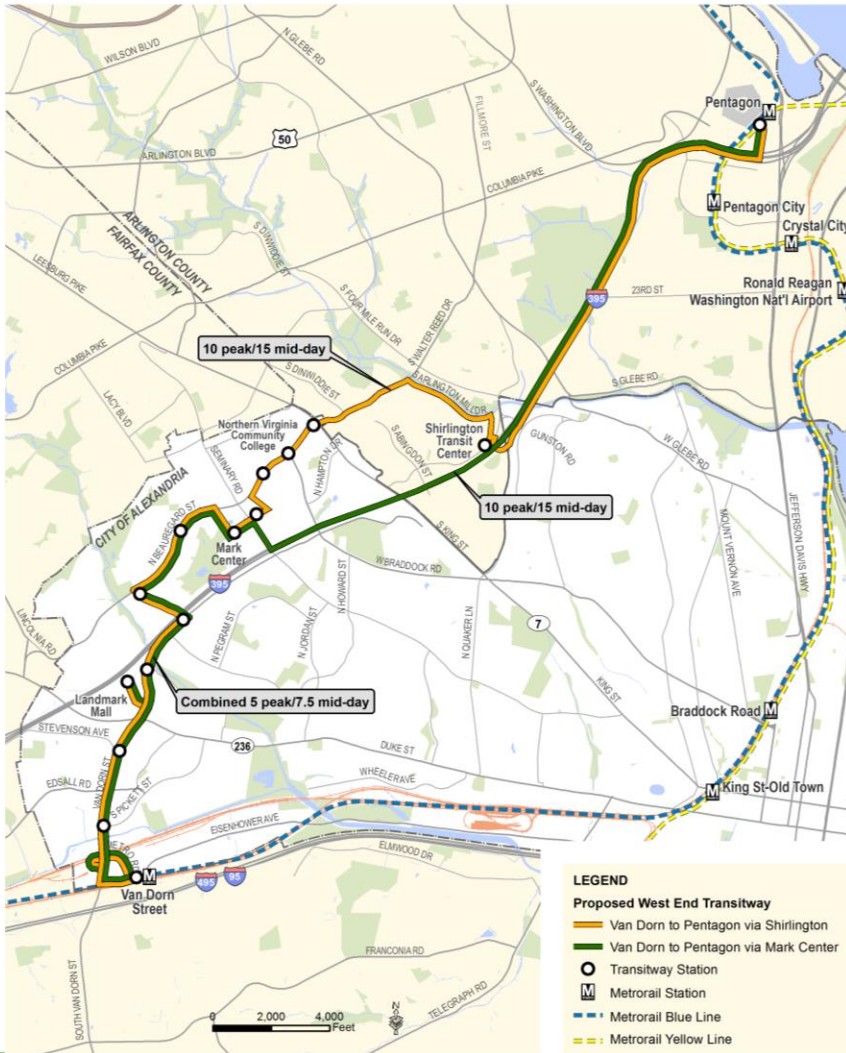 WILSON BLVD
N GLEBE RD
S WASHINGTON BLVD
Pentagon
M
FILLMORE ST
50
ARLINGTON BLVD
COLUMBIA PIKE
ARLINGTON COUNTY
FAIRFAX COUNTY
M
Pentagon City
Crystal City
M
S DINWIDDIE ST
LEESBURG PIKE
Ronald Reagan
Washington Nat'l Airport
M
395
23RD ST
S FOUR MILE RUN DR
S WALTER REED DR
10 peak/15 mid-day
COLUMBIA PIKE
S DINWIDDIE ST
S ARLINGTON MILL DR
S GLEBE RD
LACY BLVD
Northern Virginia
Community
College
Shirlington
Transit
Center
SEMINARY RD
N HAMPTON DR
S ABINGDON ST
GUNSTON RD
W GLEBE RD
CITY OF ALEXANDRIA
N BEAUREGARD ST
10 peak/15 mid-day
S KING ST
MOUNT VERNON AVE
JEFFERSON DAVIS HWY
Mark
Center
395
W BRADDOCK RD
N HOWARD ST
LINCOLNIA RD
N PEGRAM ST
N JORDAN ST
N QUAKER LN
7
KING ST
Landmark
Mall
Combined 5 peak/7.5 mid-day
Braddock Road
M
STEVENSON AVE
236
DUKE ST
EDSALL RD
VAN DORN ST
S PICKETT ST
WHEELER AVE
M
King St-Old Town
EISENHOWER AVE
METRO RD
ELMWOOD DR
M
Van Dorn
Street
495
95
FRANCONIA RD
SOUTH VAN DORN ST
TELEGRAPH RD
N
0 2,000 4,000
Feet
LEGEND
Proposed West End Transitway
Van Dorn to Pentagon via Shirlington
Van Dorn to Pentagon via Mark Center
Transitway Station
M Metrorail Station
Metrorail Blue Line
Metrorail Yellow Line